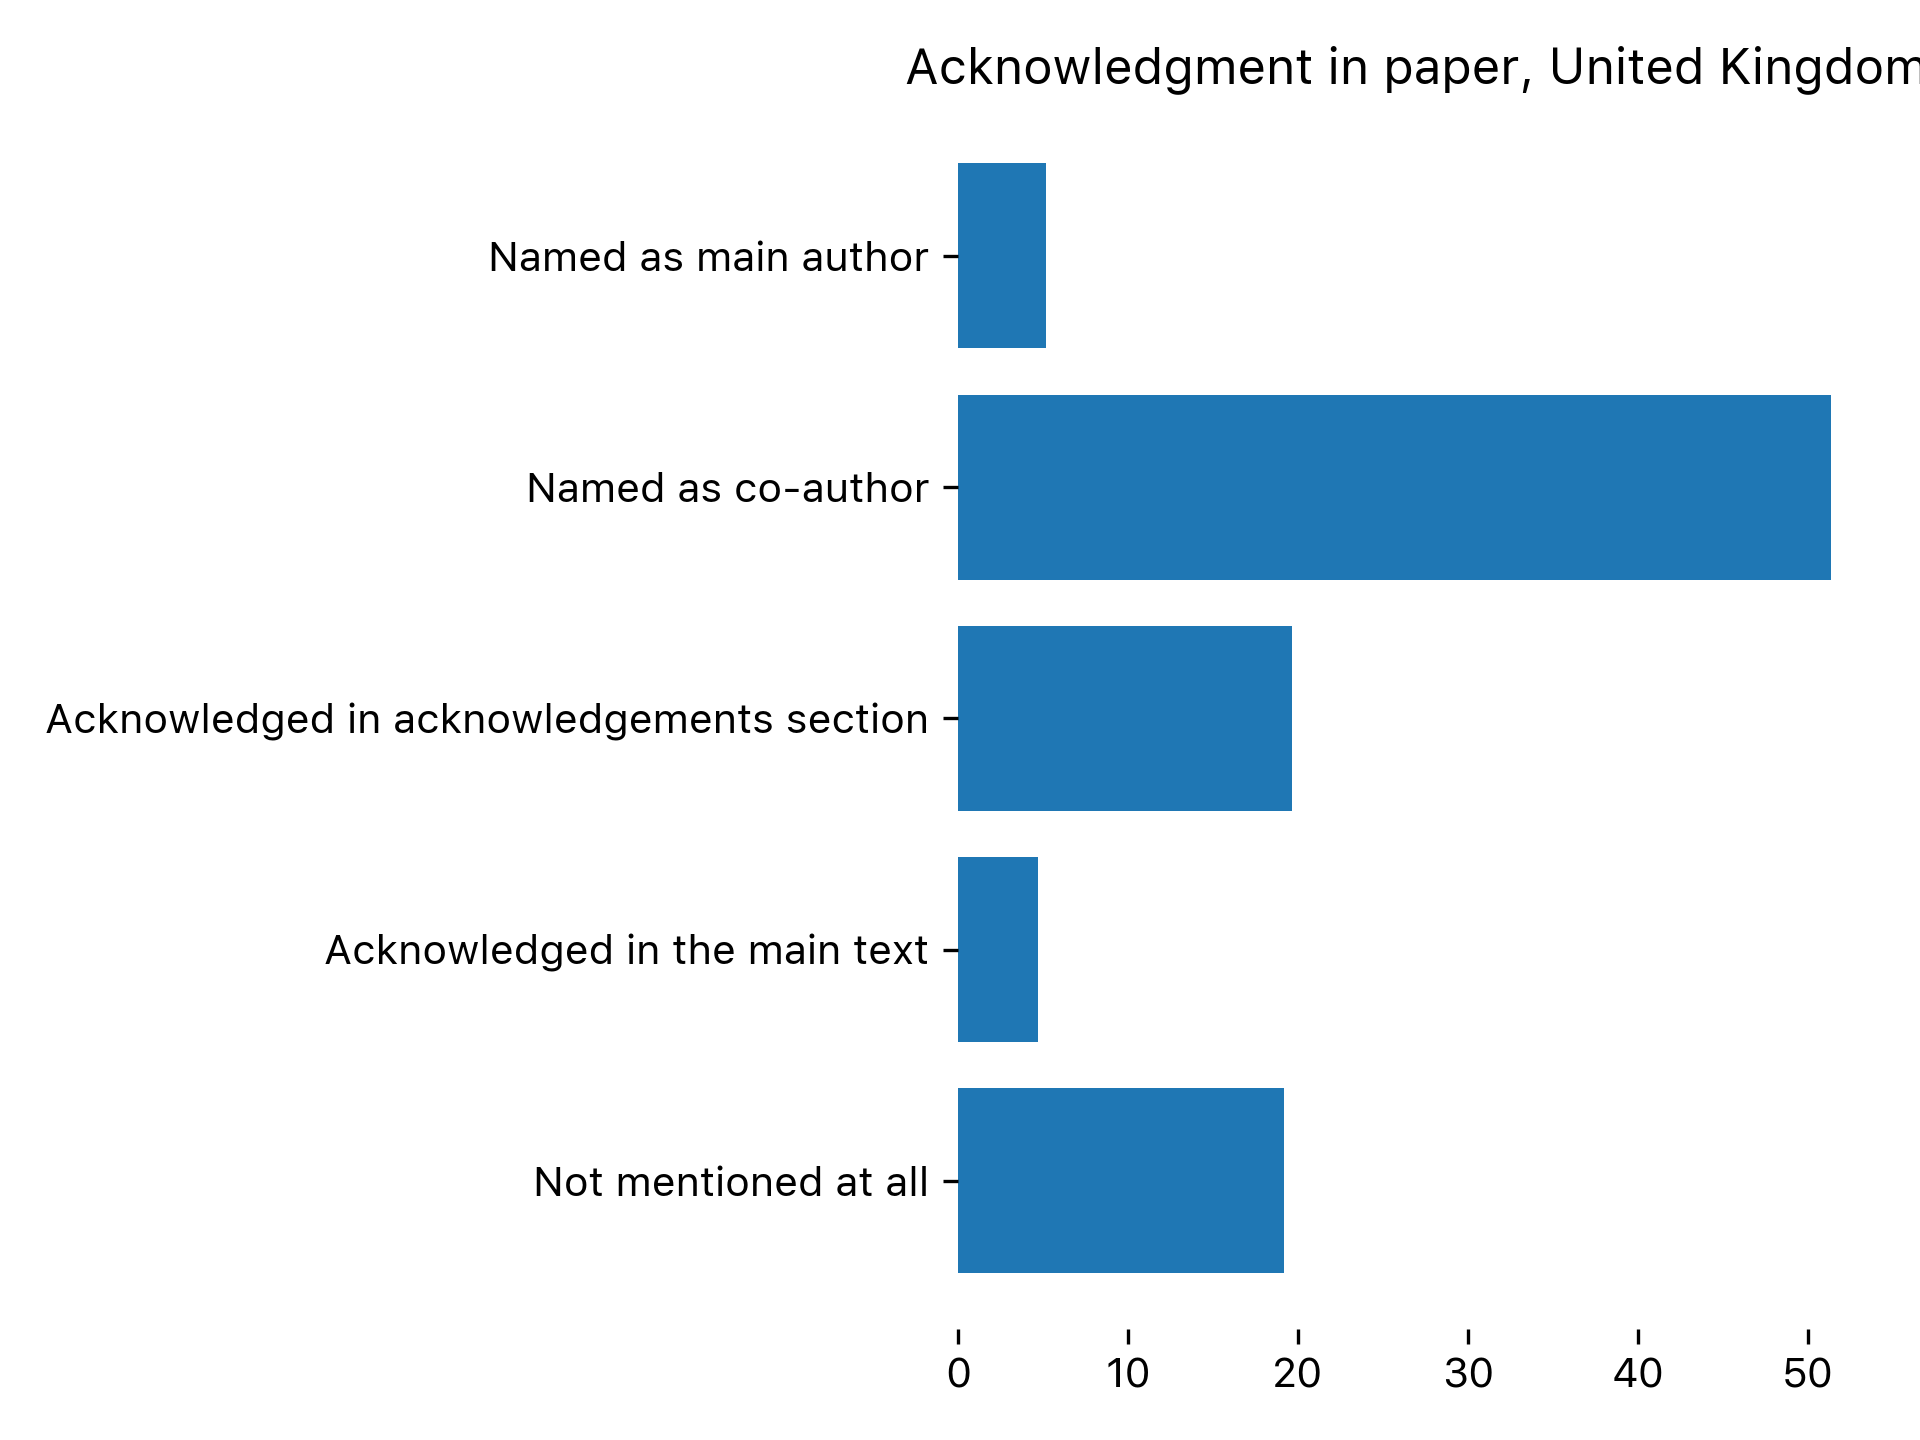 Acknowledgment in paper, United Kingdom
Named as main author
Named as co-author
Acknowledged in acknowledgements section
Acknowledged in the main text
Not mentioned at all
0 10 20 30 40 50